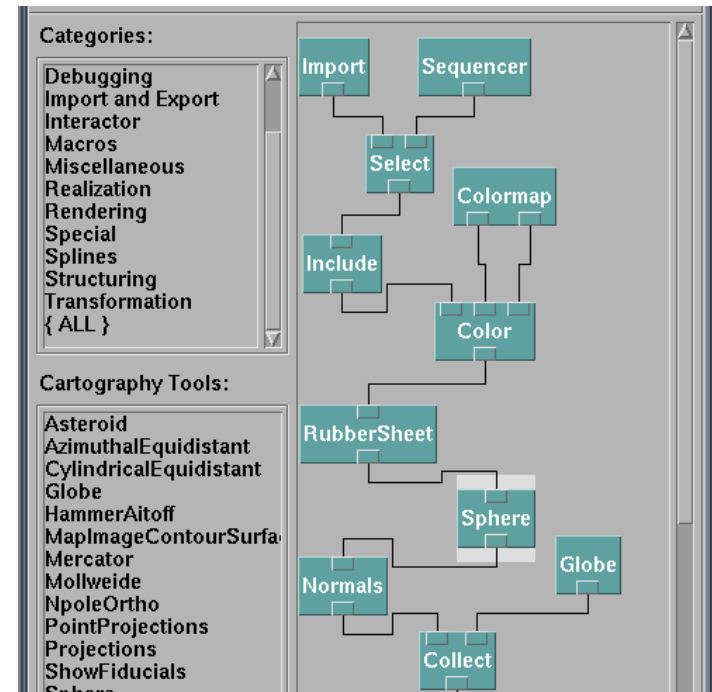 Categories:
Debugging
Import and Export
Interactor
Macros
Miscellaneous
Realization
Rendering
Special
Splines
Structuring
Transformation
{ ALL }
Cartography Tools:
Asteroid
AzimuthalEquidistant
CylindricalEquidistant
Globe
HammerAitoff
MapImageContourSurfa
Mercator
Mollweide
NpoleOrtho
PointProjections
Projections
ShowFiducials
Sphere
Import
Sequencer
Select
Colormap
Include
Color
RubberSheet
Sphere
Globe
Normals
Collect